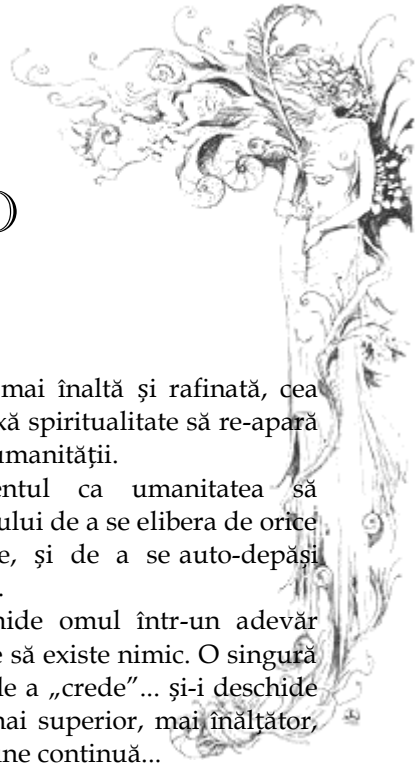 mai înaltă şi rafinată, cea
xă spiritualitate să re-apară
umanităţii.
entul ca umanitatea să
ului de a se elibera de orice
e, şi de a se auto-depăşi
.
hide omul într-un adevăr
e să existe nimic. O singură
de a „crede”... şi-i deschide
mai superior, mai înălţător,
ine continuă...